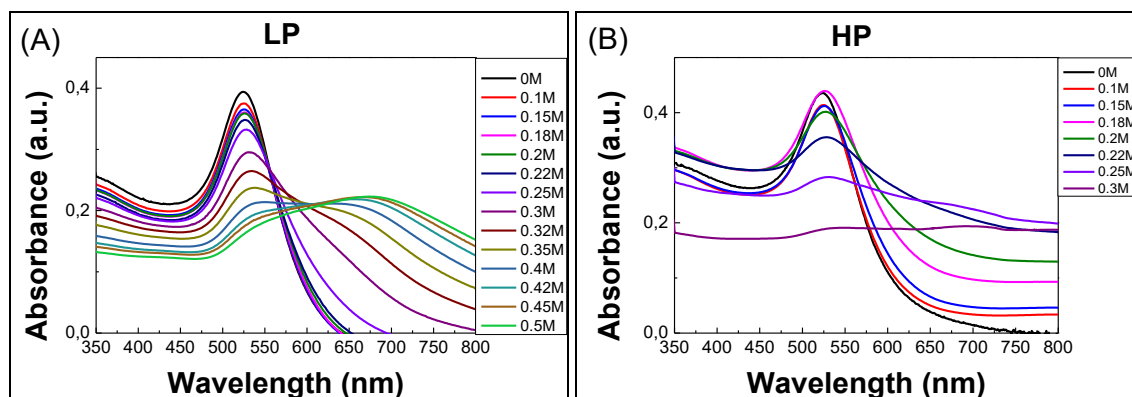 (A)
LP
Absorbance (a.u.)
0,4
0,2
0,0
350 400 450 500 550 600 650 700 750 800
Wavelength (nm)
0M
0.1M
0.15M
0.18M
0.2M
0.22M
0.25M
0.3M
0.32M
0.35M
0.4M
0.42M
0.45M
0.5M
(B)
HP
Absorbance (a.u.)
0,4
0,2
0,0
350 400 450 500 550 600 650 700 750 800
Wavelength (nm)
0M
0.1M
0.15M
0.18M
0.2M
0.22M
0.25M
0.3M